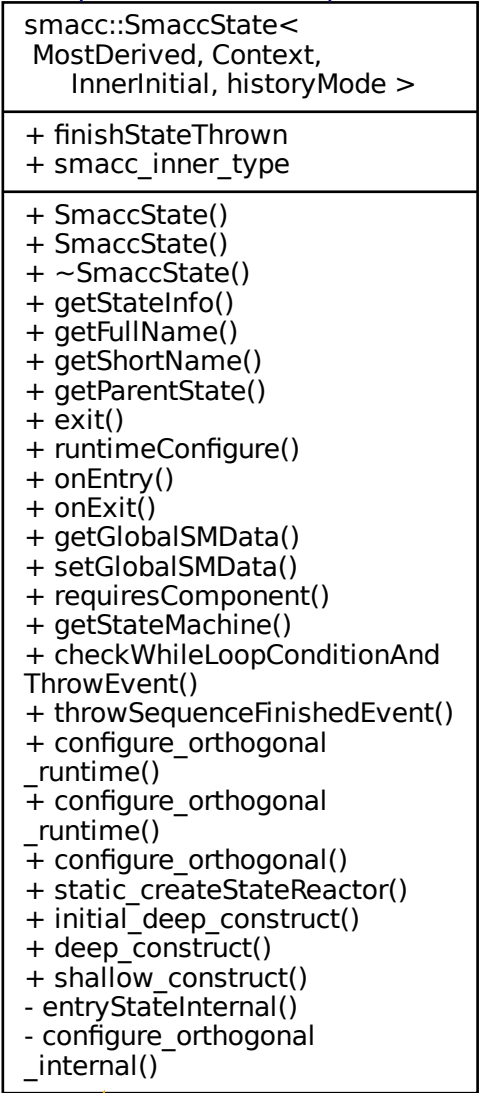 smacc::SmaccState<
MostDerived, Context,
InnerInitial, historyMode >
+ finishStateThrown
+ smacc_inner_type
+ SmaccState()
+ SmaccState()
+ ~SmaccState()
+ getStateInfo()
+ getFullName()
+ getShortName()
+ getParentState()
+ exit()
+ runtimeConfigure()
+ onEntry()
+ onExit()
+ getGlobalSMData()
+ setGlobalSMData()
+ requiresComponent()
+ getStateMachine()
+ checkWhileLoopConditionAnd
ThrowEvent()
+ throwSequenceFinishedEvent()
+ configure_orthogonal
_runtime()
+ configure_orthogonal
_runtime()
+ configure_orthogonal()
+ static_createStateReactor()
+ initial_deep_construct()
+ deep_construct()
+ shallow_construct()
- entryStateInternal()
- configure_orthogonal
_internal()